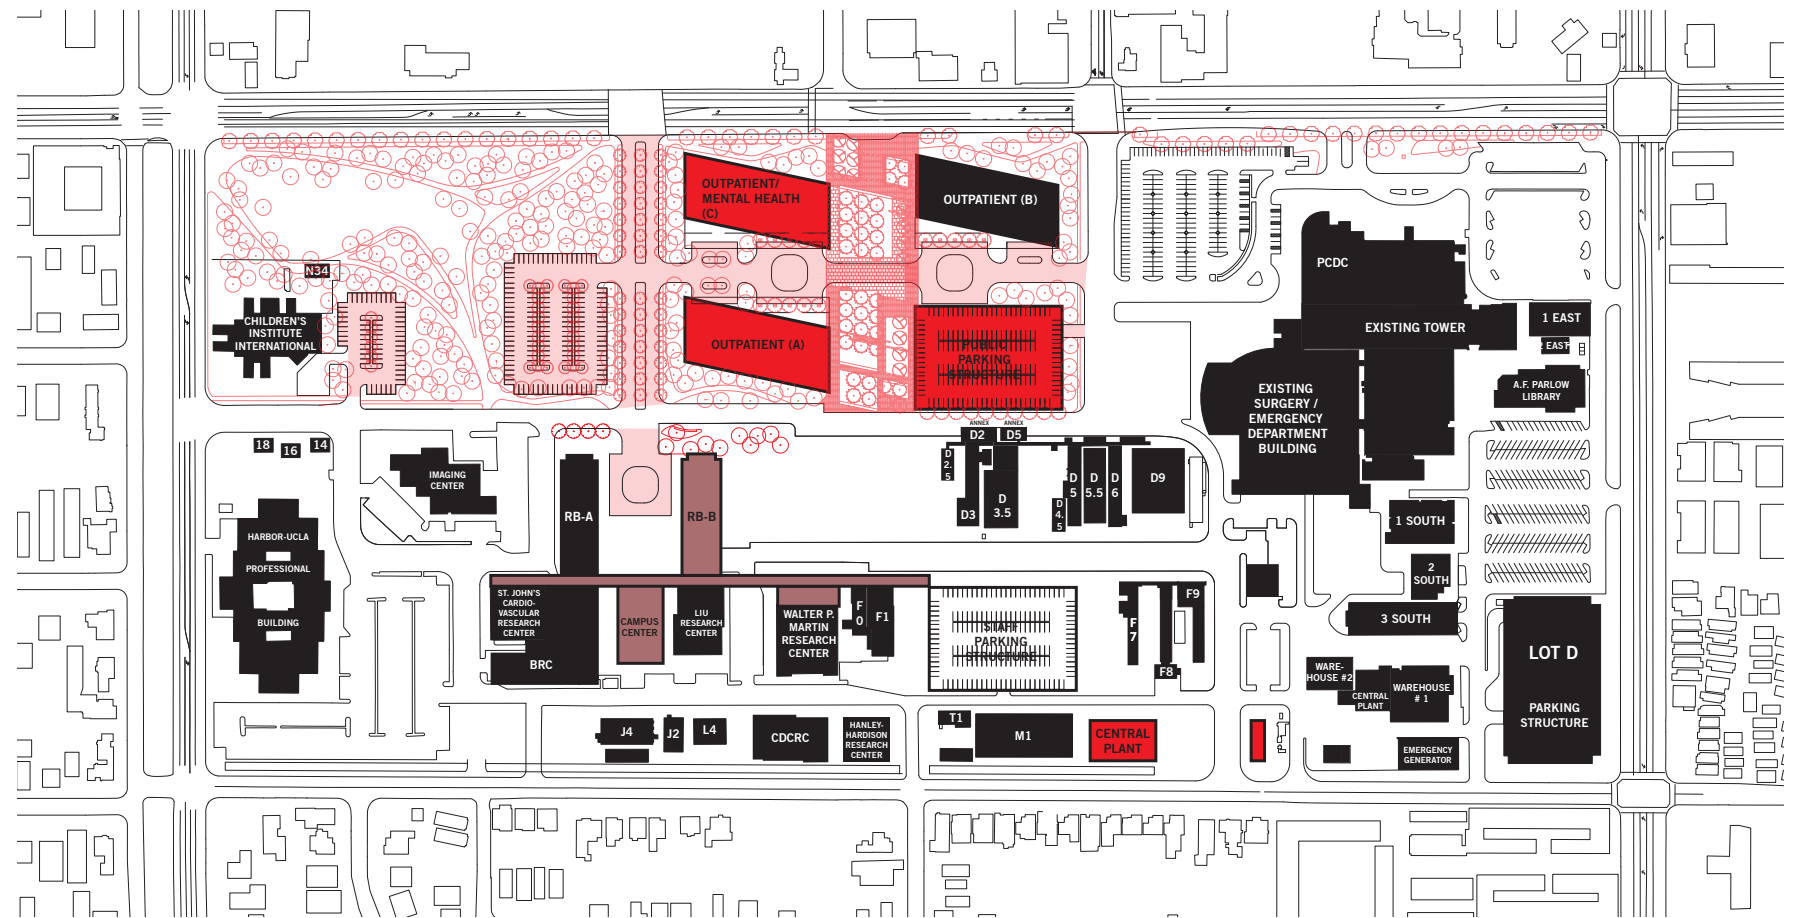 OUTPATIENT/
MENTAL HEALTH
(C)
OUTPATIENT (B)
N34
PCDC
CHILDREN'S
INSTITUTE
INTERNATIONAL
OUTPATIENT (A)
PUBLIC
PARKING
STRUCTURE
EXISTING TOWER
1 EAST
2 EAST
A.F. PARLOW
LIBRARY
EXISTING
SURGERY /
EMERGENCY
DEPARTMENT
BUILDING
ANNEX
D2
ANNEX
D5
18
16
14
IMAGING
CENTER
D
2.
5
D3
D
3.5
D
4.
5
D
5
D
5.5
D
6
D9
RB-A
RB-B
1 SOUTH
2
SOUTH
3 SOUTH
HARBOR-UCLA
PROFESSIONAL
BUILDING
ST. JOHN'S
CARDIO-
VASCULAR
RESEARCH
CENTER
BRC
CAMPUS
CENTER
LIU
RESEARCH
CENTER
WALTER P.
MARTIN
RESEARCH
CENTER
F
0
F1
STAFF
PARKING
STRUCTURE
F
7
F8
F9
WARE-
HOUSE #2
CENTRAL
PLANT
WAREHOUSE
# 1
LOT D
PARKING
STRUCTURE
J4
J2
L4
CDCRC
HANLEY-
HARDISON
RESEARCH
CENTER
T1
M1
CENTRAL
PLANT
EMERGENCY
GENERATOR